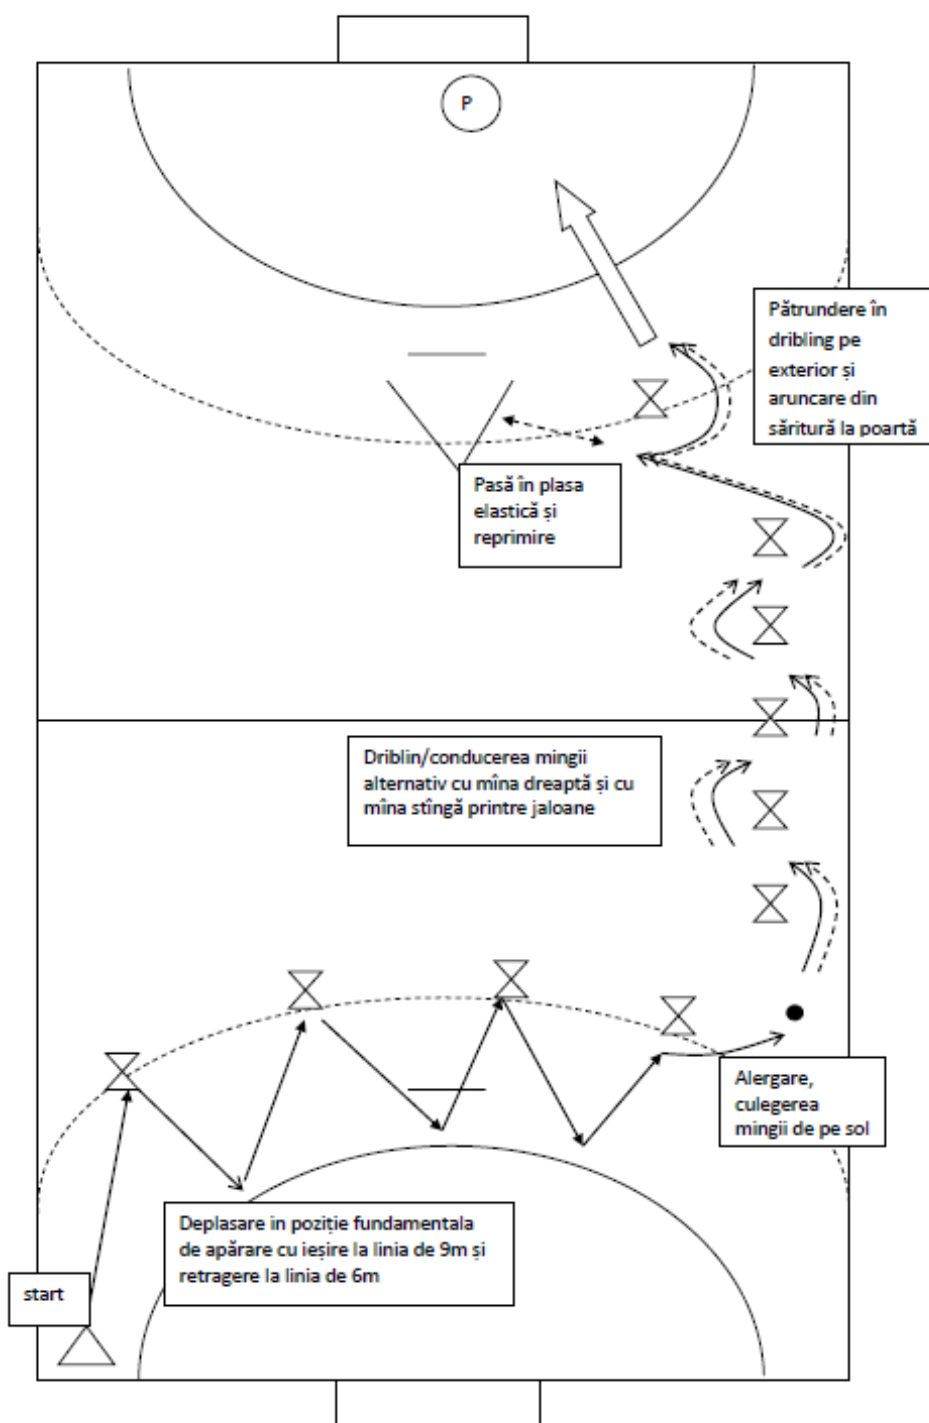 P
Pătrundere în
dribling pe
exterior și
aruncare din
săritură la poartă
Pasă în plasa
elastică și
reprimire
Driblin/conducerea mingii
alternativ cu mîna dreaptă și cu
mîna stîngă printre jaloane
Alergare,
culegerea
mingii de pe sol
Deplasare in poziție fundamentala
de apărare cu ieșire la linia de 9m și
retragere la linia de 6m
start